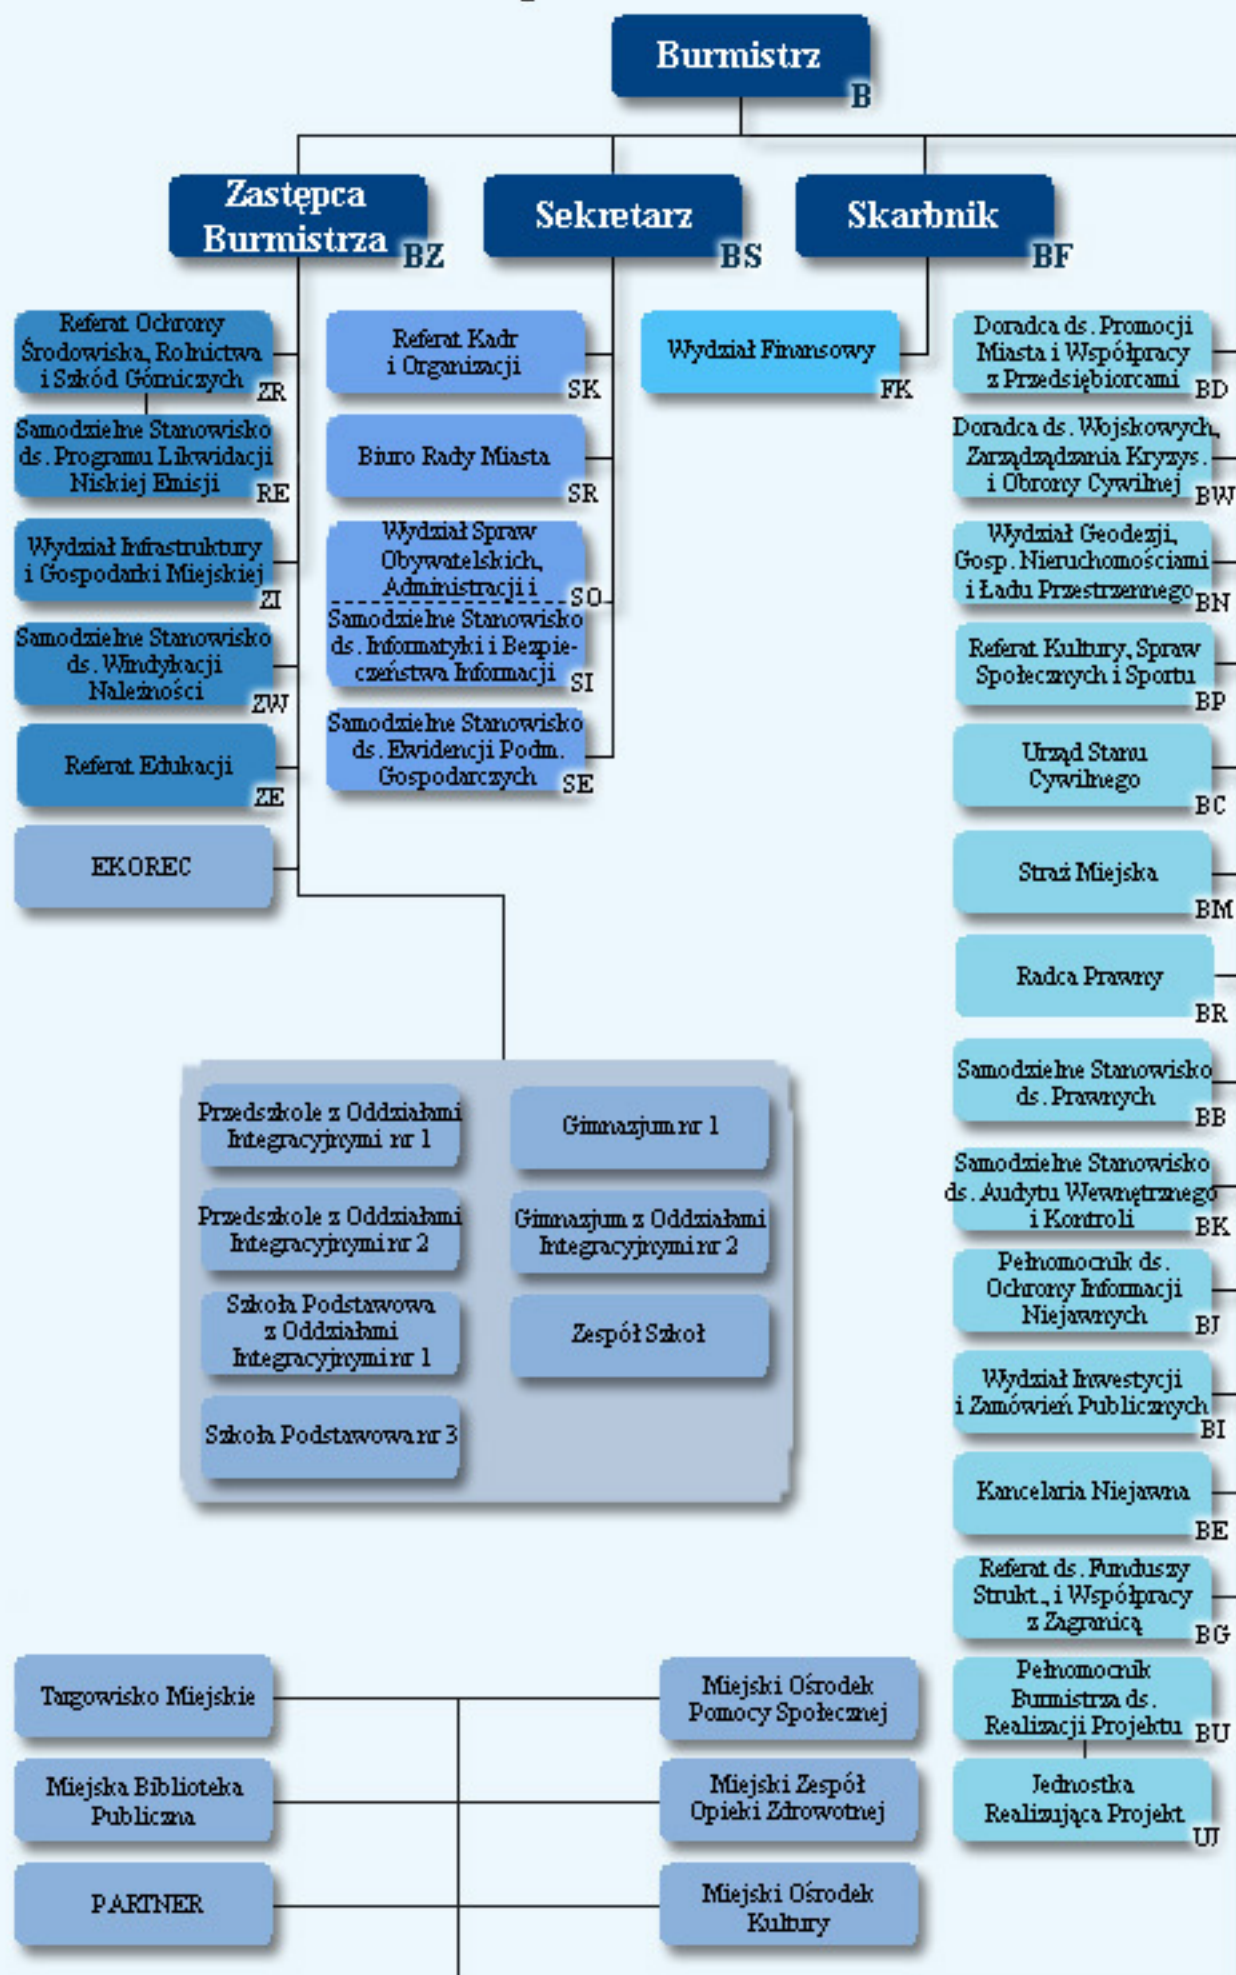 Burmistrz
B
Zastępca
Burmistrza
BZ
Sekretarz
BS
Skarbnik
BF
Referat Ochrony
Środowiska, Rolnictwa
i Szkód Górniczych
ZR
Samodzielne Stanowisko
ds. Programu Likwidacji
Niskiej Emisji
RE
Wydział Infrastruktury
i Gospodarki Miejskiej
ZI
Samodzielne Stanowisko
ds. Windykacji
Należności
ZW
Referat Edukacji
ZE
EKOREC
Referat Kadr
i Organizacji
SK
Biuro Rady Miasta
SR
Wydział Spraw
Obywatelskich,
Administracji i
SO
Samodzielne Stanowisko
ds. Informatyki i Bezpie-
czeństwa Informacji
SI
Samodzielne Stanowisko
ds. Ewidencji Podm.
Gospodarczych
SE
Wydział Finansowy
FK
Doradca ds. Promocji
Miasta i Współpracy
z Przedsiębiorcami
BD
Doradca ds. Wojskowych,
Zarządządzania Kryzys.
i Obrony Cywilnej
BW
Wydział Geodezji,
Gosp. Nieruchomościami
i Ładu Przestrzennego
BN
Referat Kultury, Spraw
Społecznych i Sportu
BP
Urząd Stanu
Cywilnego
BC
Straż Miejska
BM
Radca Prawny
BR
Samodzielne Stanowisko
ds. Prawnych
BB
Samodzielne Stanowisko
ds. Audytu Wewnętrznego
i Kontroli
BK
Pełnomocnik ds.
Ochrony Informacji
Niejawnych
BJ
Wydział Inwestycji
i Zamówień Publicznych
BI
Kancelaria Niejawna
BE
Referat ds. Funduszy
Strukt., i Współpracy
z Zagranicą
BG
Pełnomocnik
Burmistrza ds.
Realizacji Projektu
BU
Jednostka
Realizująca Projekt
UJ
Przedszkole z Oddziałami
Integracyjnymi nr 1
Przedszkole z Oddziałami
Integracyjnymi nr 2
Szkoła Podstawowa
z Oddziałami
Integracyjnymi nr 1
Szkoła Podstawowa nr 3
Gimnazjum nr 1
Gimnazjum z Oddziałami
Integracyjnymi nr 2
Zespół Szkoł
Targowisko Miejskie
Miejska Biblioteka
Publiczna
PARTNER
Miejski Ośrodek
Pomocy Społecznej
Miejski Zespół
Opieki Zdrowotnej
Miejski Ośrodek
Kultury